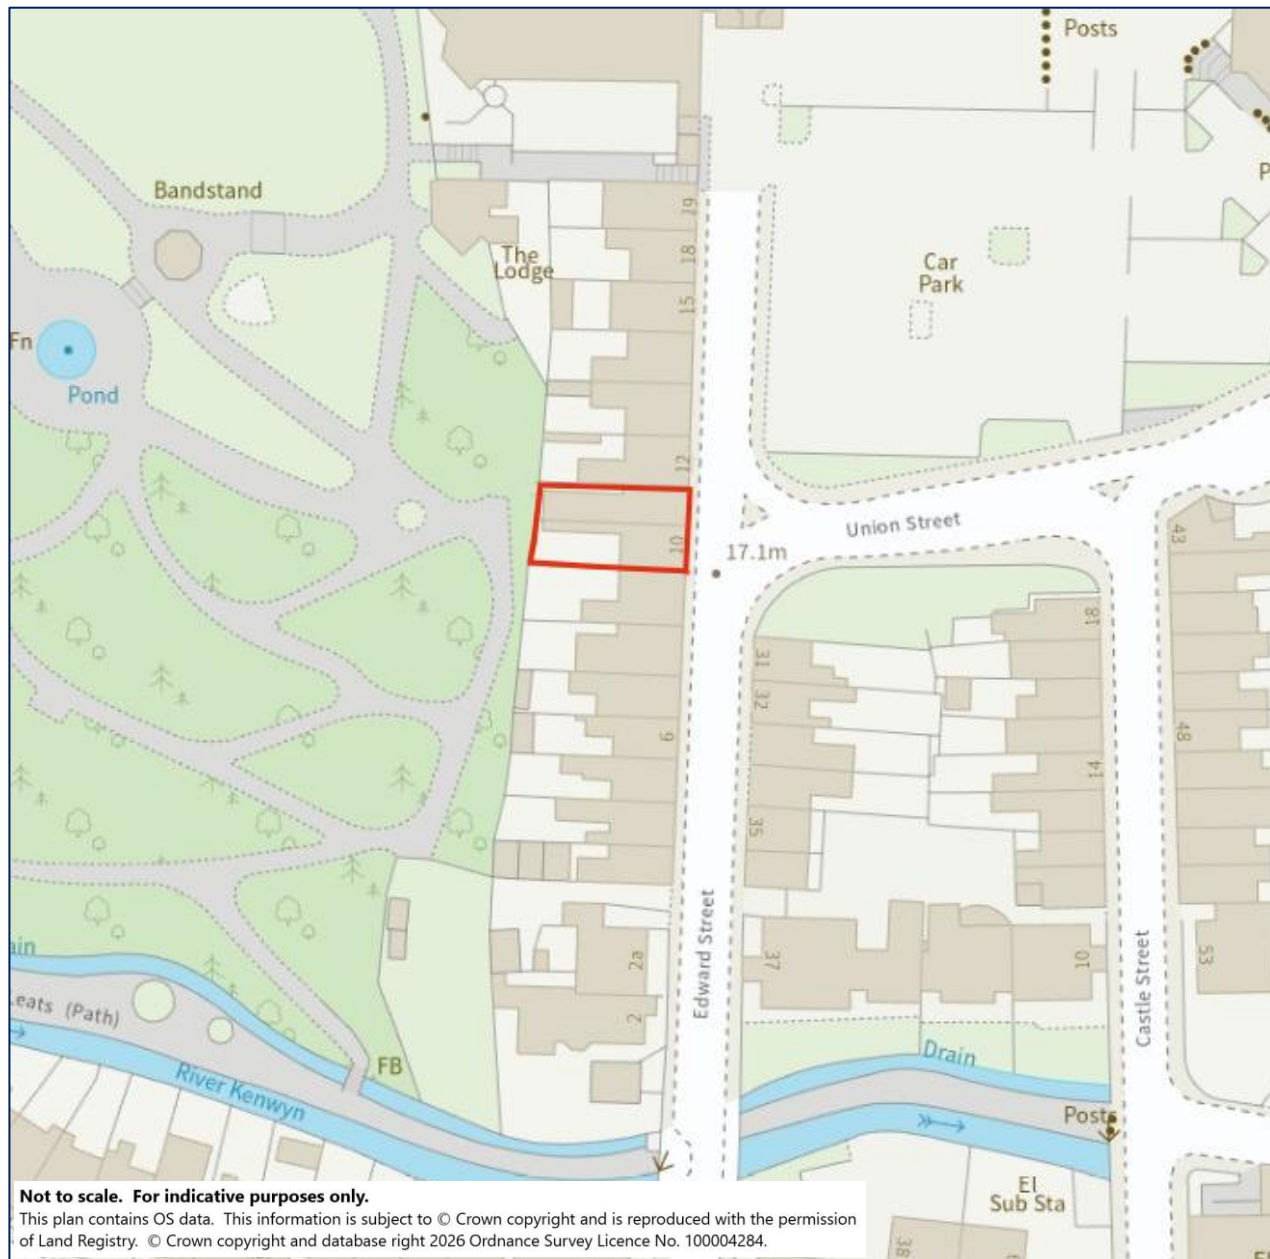 Posts
P
Bandstand
19
18
The
Lodge
Car
Park
15
Fn
Pond
12
Union Street
43
10
17.1m
18
31
32
6
48
14
35
Edward Street
ain
2a
37
10
53
Castle Street
eats (Path)
2
Drain
FB
River Kenwyn
Posts
El
Sub Sta
38
Not to scale. For indicative purposes only.
This plan contains OS data. This information is subject to © Crown copyright and is reproduced with the permission
of Land Registry. © Crown copyright and database right 2026 Ordnance Survey Licence No. 100004284.